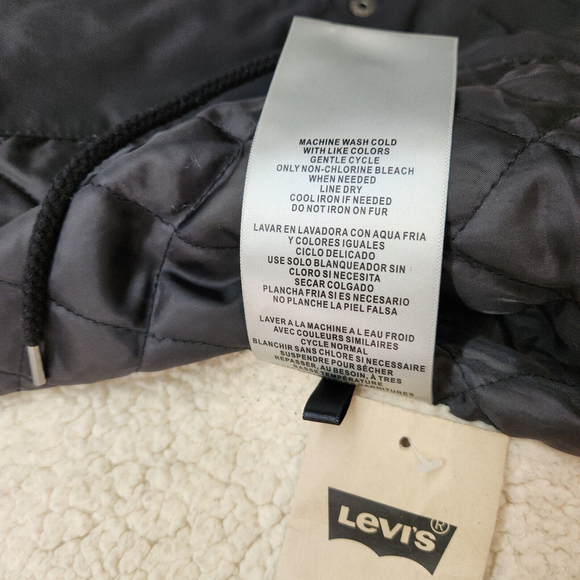 MACHINE WASH COLD
WITH LIKE COLORS
GENTLE CYCLE
ONLY NON-CHLORINE BLEACH
WHEN NEEDED
LINE DRY
COOL IRON IF NEEDED
DO NOT IRON ON FUR
LAVAR EN LAVADORA CON AQUA FRIA
Y COLORES IGUALES
CICLO DELICADO
USE SOLO BLANQUEADOR SIN
CLORO SI NECESITA
SECAR COLGADO
PLANCHA FRIA SI ES NECESARIO
NO PLANCHE LA PIEL FALSA
LAVER A LA MACHINE A L EAU FROID
AVEC COULEURS SIMILAIRES
CYCLE NORMAL
BLANCHIR SANS CHLORE SI NECESSAIRE
SUSPENDRE POUR SÉCHER
REPASSER, AU BESOIN, À TRES
BASSE TEMPÉRATURE
GARNITURES
Levi's ®